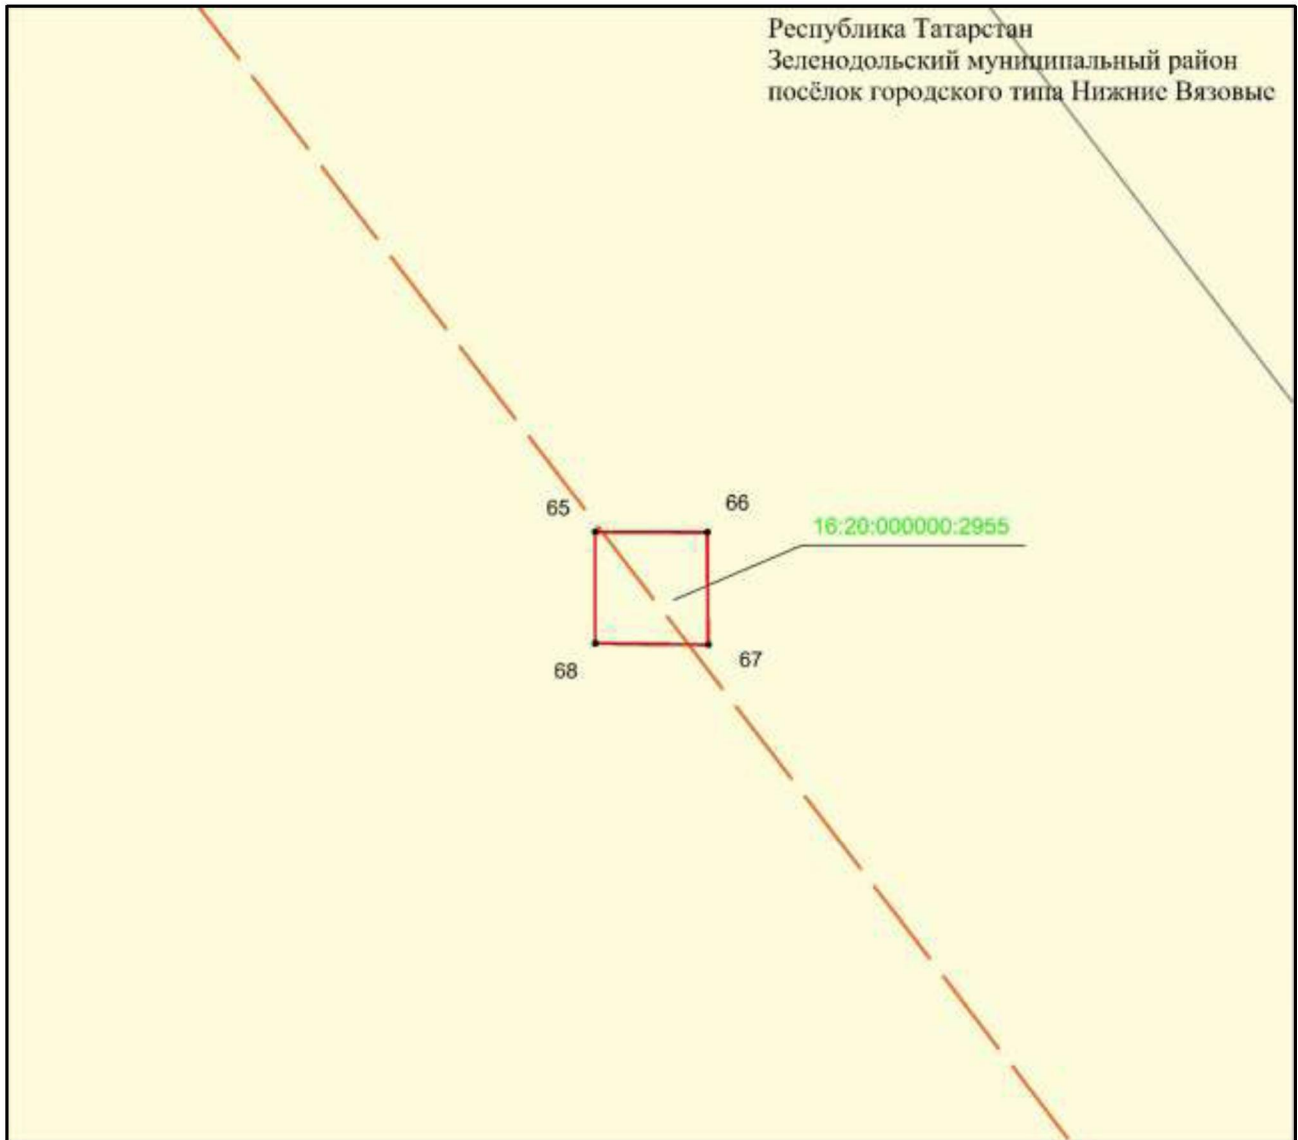 Республика Татарстан
Зеленодольский муниципальный район
посёлок городского типа Нижние Вязовые
65
66
16:20:000000:2955
68
67